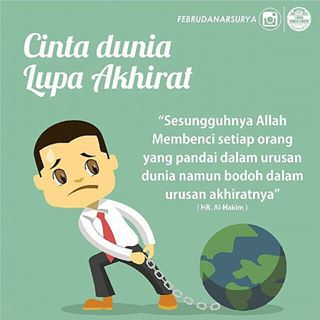 FEBRUDANARSURYA
Cinta dunia
Lupa Akhirat
“Sesungguhnya Allah
Membenci setiap orang
yang pandai dalam urusan
dunia namun bodoh dalam
urusan akhiratnya”
( HR. Al-Hakim )